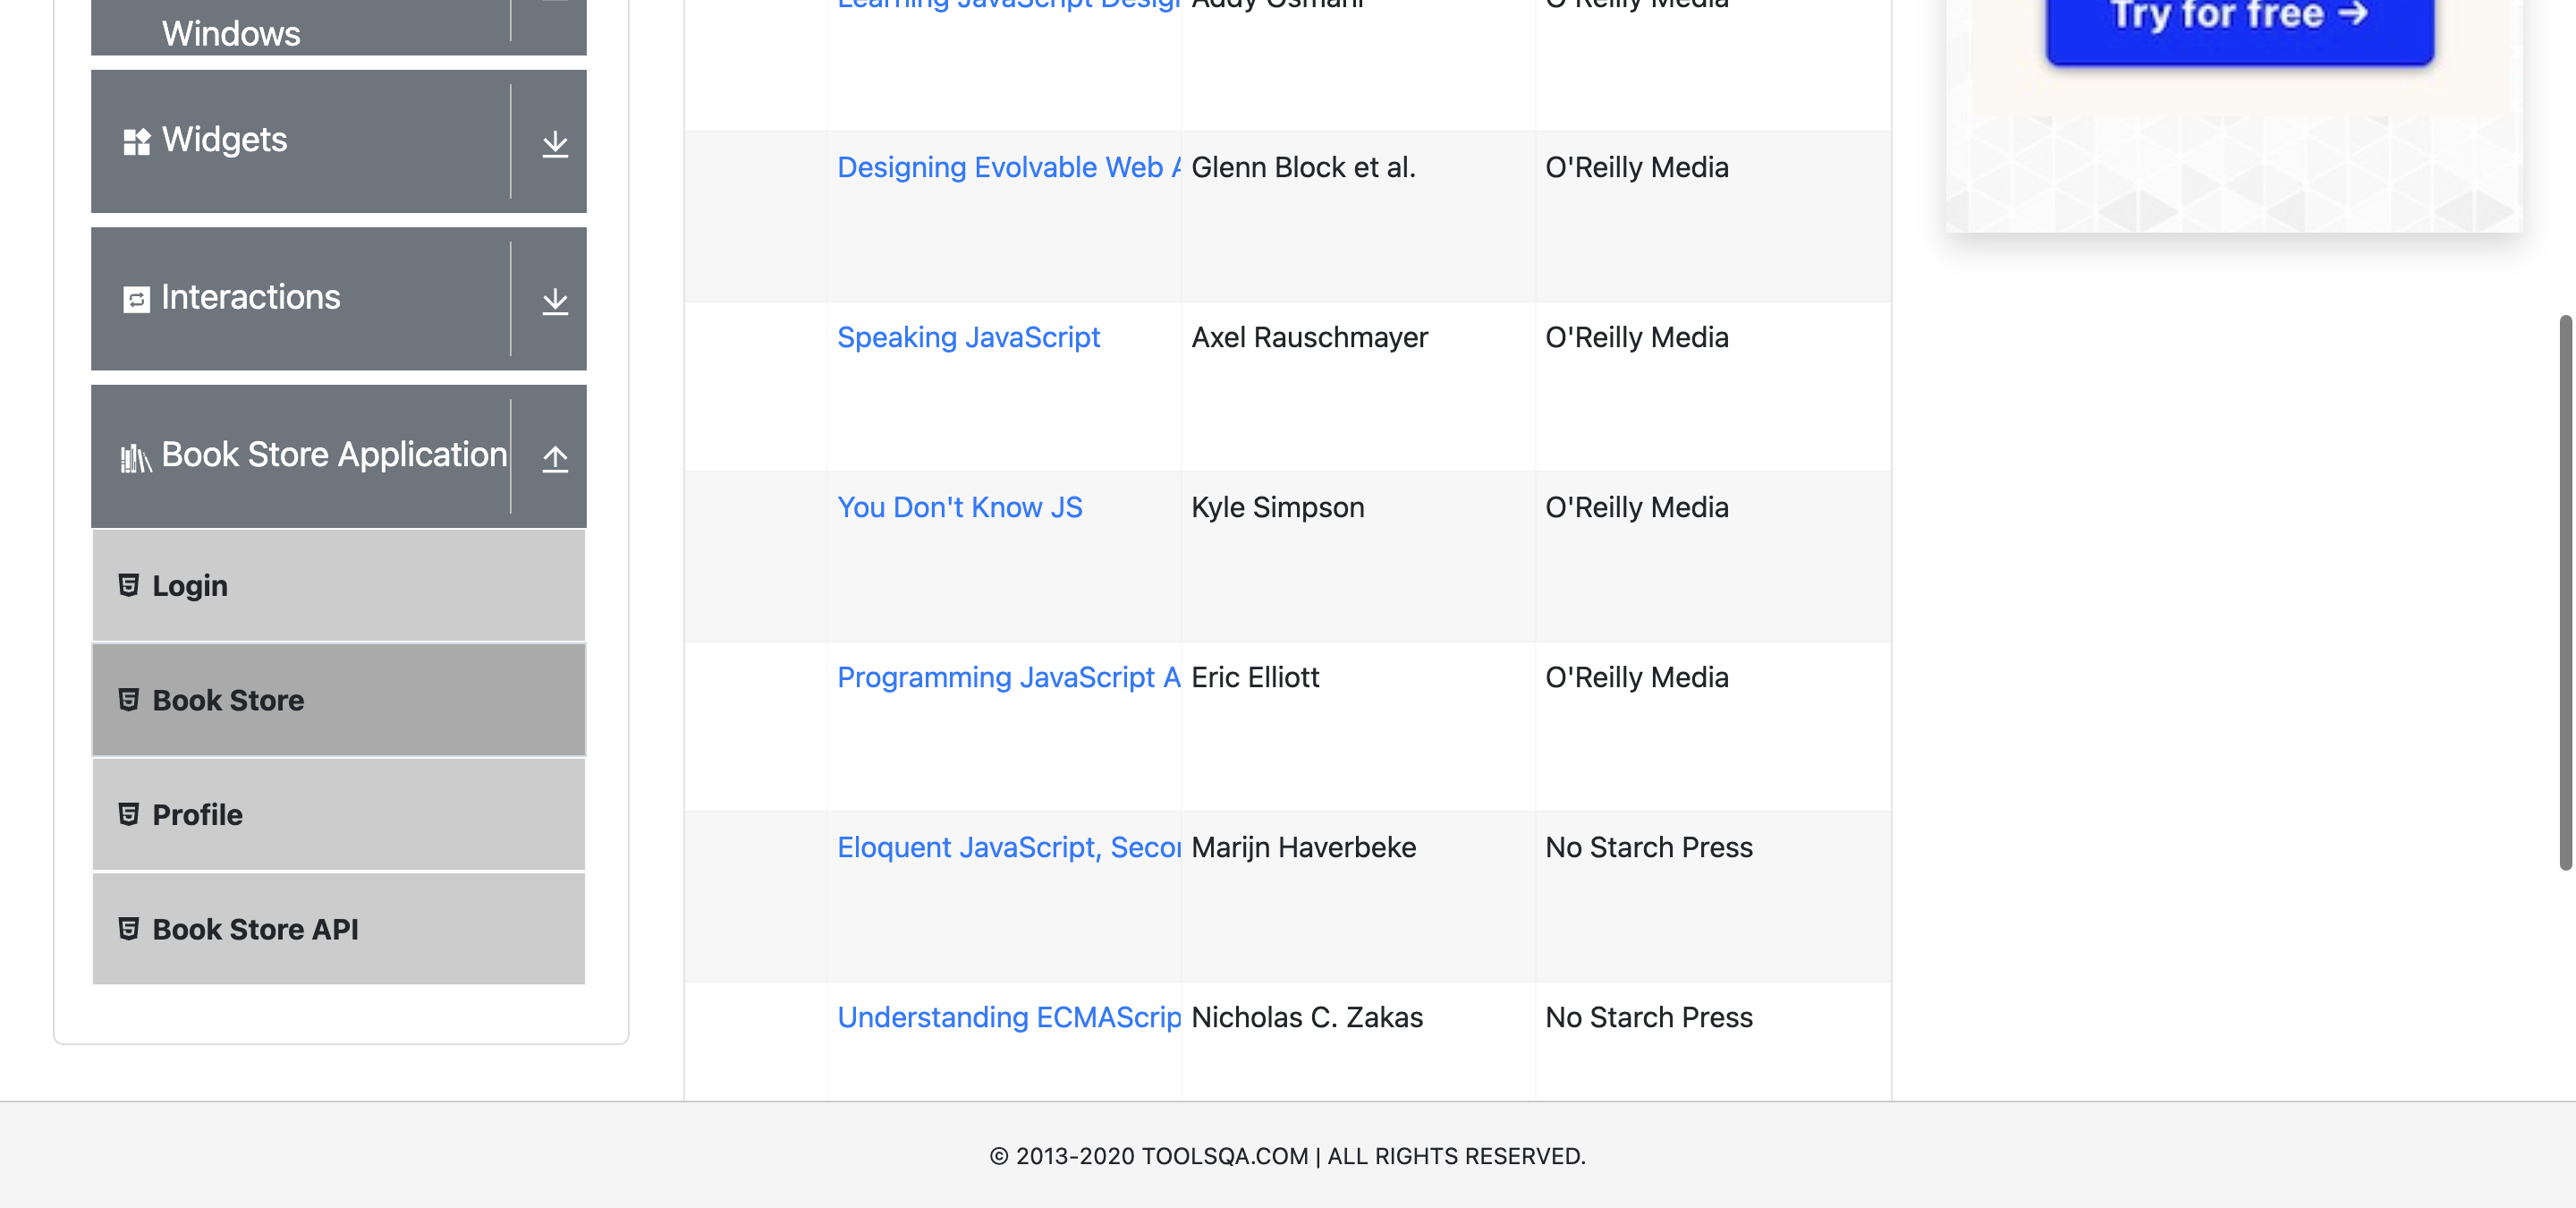 Windows
Widgets
Interactions
Book Store Application
Login
Book Store
Profile
Book Store API
Learning JavaScript Desig Addy Osmani O'Reilly Media
Designing Evolvable Web A Glenn Block et al. O'Reilly Media
Speaking JavaScript Axel Rauschmayer O'Reilly Media
You Don't Know JS Kyle Simpson O'Reilly Media
Programming JavaScript A Eric Elliott O'Reilly Media
Eloquent JavaScript, Secon Marijn Haverbeke No Starch Press
Understanding ECMAScrip Nicholas C. Zakas No Starch Press
Try for free →
© 2013-2020 TOOLSQA.COM | ALL RIGHTS RESERVED.